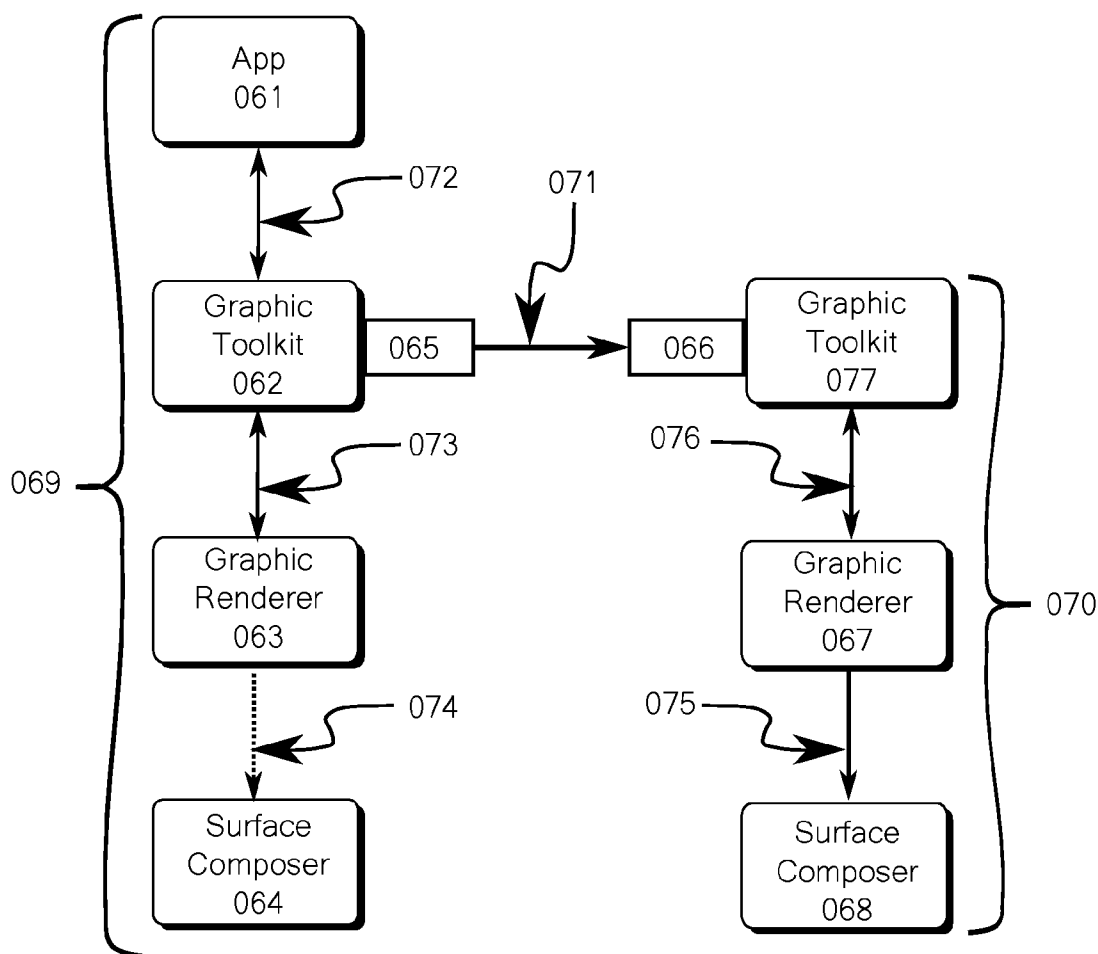 App
061
072
071
Graphic
Toolkit
062
065
066
Graphic
Toolkit
077
073
076
069
Graphic
Renderer
063
Graphic
Renderer
067
070
074
075
Surface
Composer
064
Surface
Composer
068